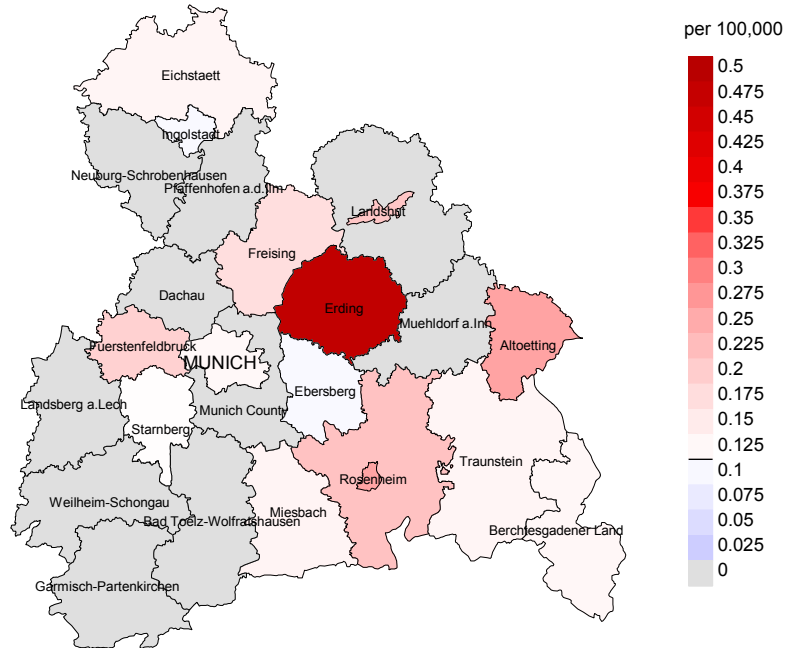 per 100,000
0.5
0.475
0.45
0.425
0.4
0.375
0.35
0.325
0.3
0.275
0.25
0.225
0.2
0.175
0.15
0.125
0.1
0.075
0.05
0.025
0
Eichstaett
Ingolstadt
Neuburg-Schrobenhausen
Pfaffenhofen a.d.Ilm
Landshut
Freising
Dachau
Erding
Muehldorf a.Inn
Altoetting
Fuerstenfeldbruck
MUNICH
Ebersberg
Landsberg a.Lech
Munich County
Starnberg
Traunstein
Rosenheim
Weilheim-Schongau
Miesbach
Bad Toelz-Wolfratshausen
Berchtesgadener Land
Garmisch-Partenkirchen